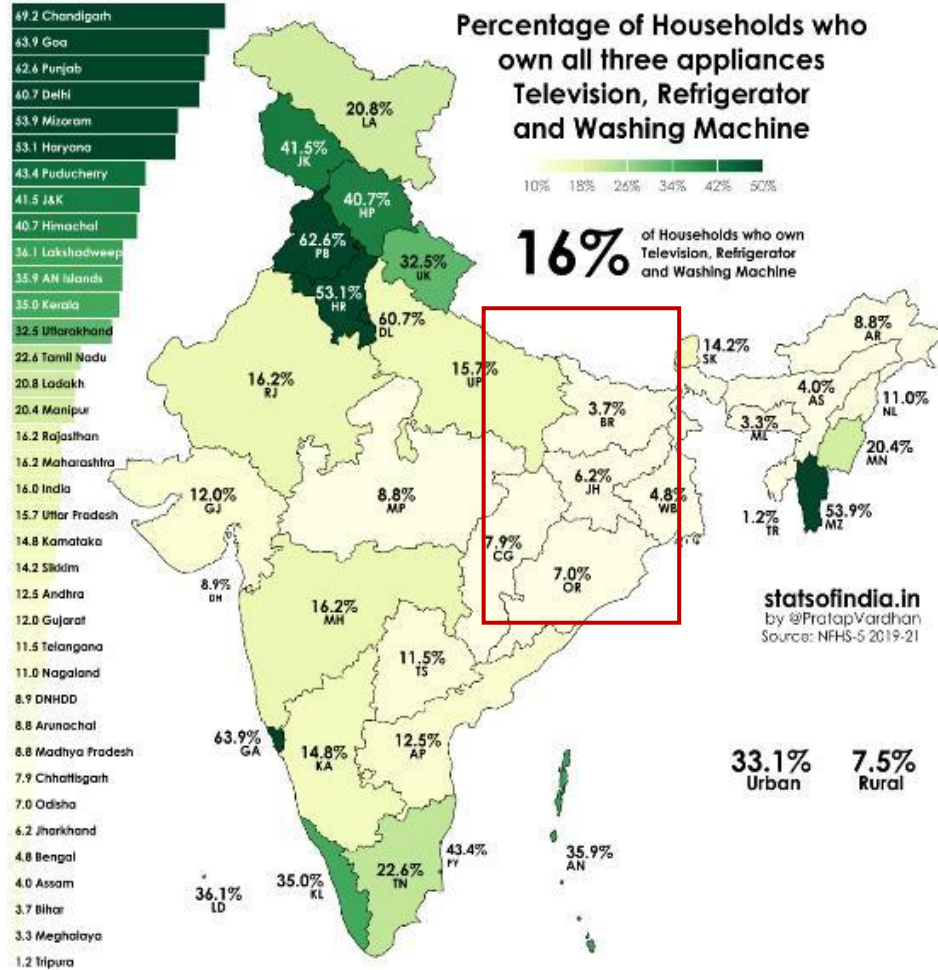 69.2 Chandigarh
63.9 Goa
62.6 Punjab
60.7 Delhi
53.9 Mizoram
53.1 Haryana
43.4 Puducherry
41.5 J&K
40.7 Himachal
36.1 Lakshadweep
35.9 AN Islands
35.0 Kerala
32.5 Uttarakhand
22.6 Tamil Nadu
20.8 Ladakh
20.4 Manipur
16.2 Rajasthan
16.2 Maharashtra
16.0 India
15.7 Uttar Pradesh
14.8 Karnataka
14.2 Sikkim
12.5 Andhra
12.0 Gujarat
11.5 Telangana
11.0 Nagaland
8.9 DNHDD
8.8 Arunachal
8.8 Madhya Pradesh
7.9 Chhattisgarh
7.0 Odisha
6.2 Jharkhand
4.8 Bengal
4.0 Assam
3.7 Bihar
3.3 Meghalaya
1.2 Tripura
Percentage of Households who
own all three appliances
Television, Refrigerator
and Washing Machine
10% 18% 26% 34% 42% 50%
16%
of Households who own
Television, Refrigerator
and Washing Machine
20.8%
LA
41.5%
JK
40.7%
HP
62.6%
PB
32.5%
UK
53.1%
HR
60.7%
DL
16.2%
RJ
15.7%
UP
3.7%
BR
14.2%
SK
8.8%
AR
4.0%
AS
11.0%
NL
3.3%
ML
20.4%
MN
53.9%
MZ
1.2%
TR
12.0%
GJ
8.8%
MP
6.2%
JH
4.8%
WB
7.9%
CG
7.0%
OR
8.9%
DH
16.2%
MH
11.5%
TS
63.9%
GA
14.8%
KA
12.5%
AP
43.4%
PY
22.6%
TN
35.0%
KL
36.1%
LD
35.9%
AN
statsofindia.in
by @PratapVardhan
Source: NFHS-5 2019-21
33.1%
Urban
7.5%
Rural